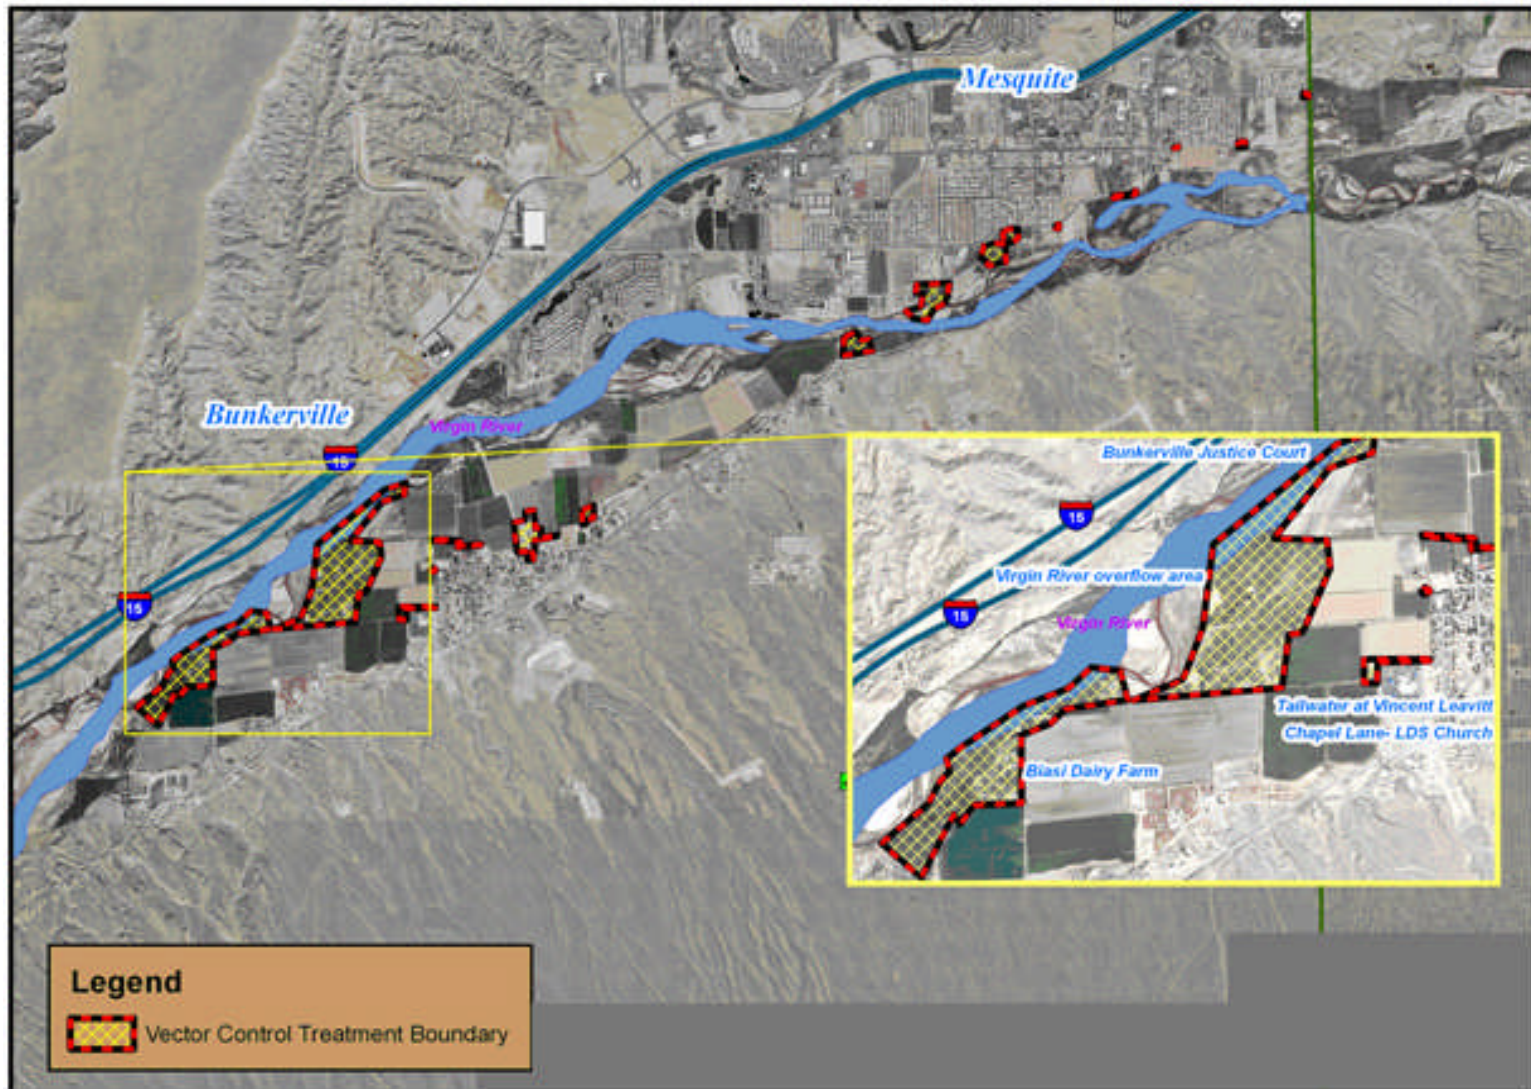 Mesquite
Bunkerville
Virgin River
15
15
Bunkerville Justice Court
15
Virgin River overflow area
15
Virgin River
Tailwater at Vincent Leavitt
Chapel Lane- LDS Church
Biasi Dairy Farm
Legend
Vector Control Treatment Boundary